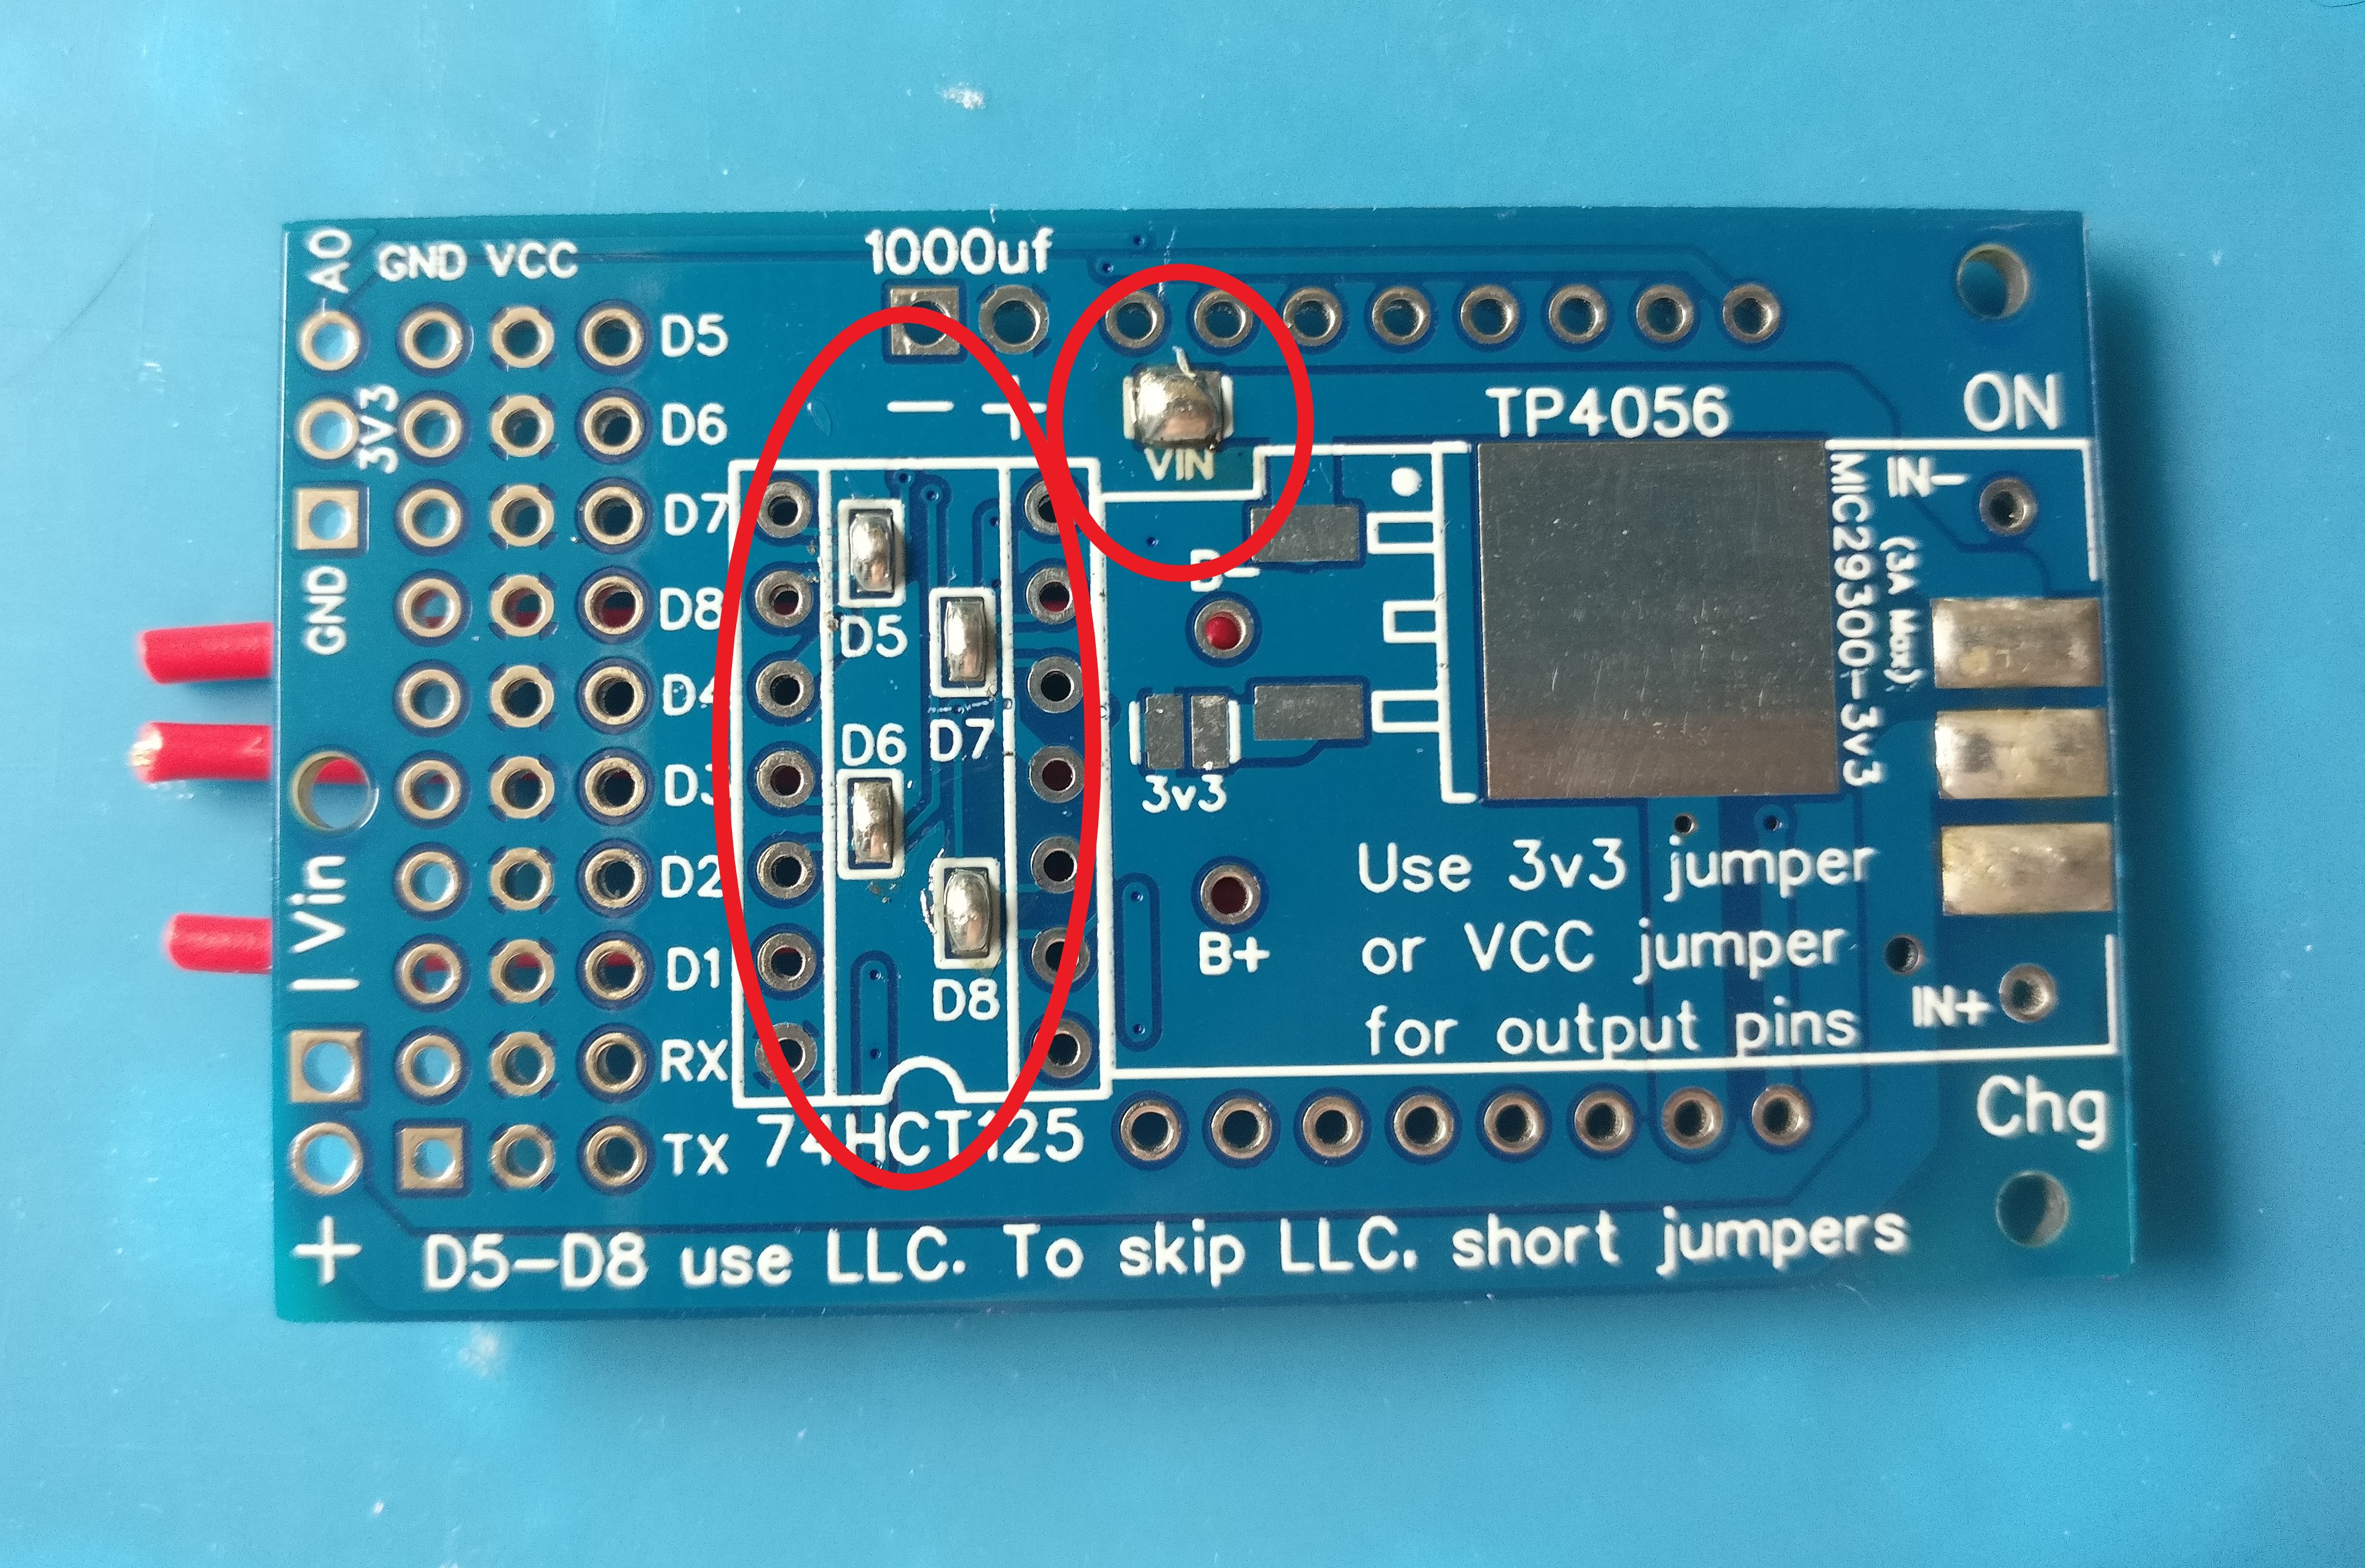 A0
GND VCC
1000uf
D5
3V3
D6
− +
TP4056
ON
VIN
IN-
D7
MIC29300-3v3
(3A Max)
GND
D8
D5
B-
D4
D6 D7
D3
3v3
Use 3v3 jumper
or VCC jumper
for output pins
D2
Vin
B+
D1
D8
IN+
RX
Chg
TX
74HCT125
+
D5-D8 use LLC. To skip LLC. short jumpers